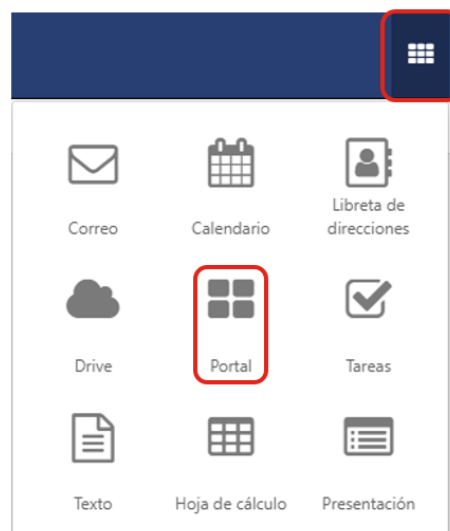 Correo
Calendario
Libreta de
direcciones
Drive
Portal
Tareas
Texto
Hoja de cálculo
Presentación